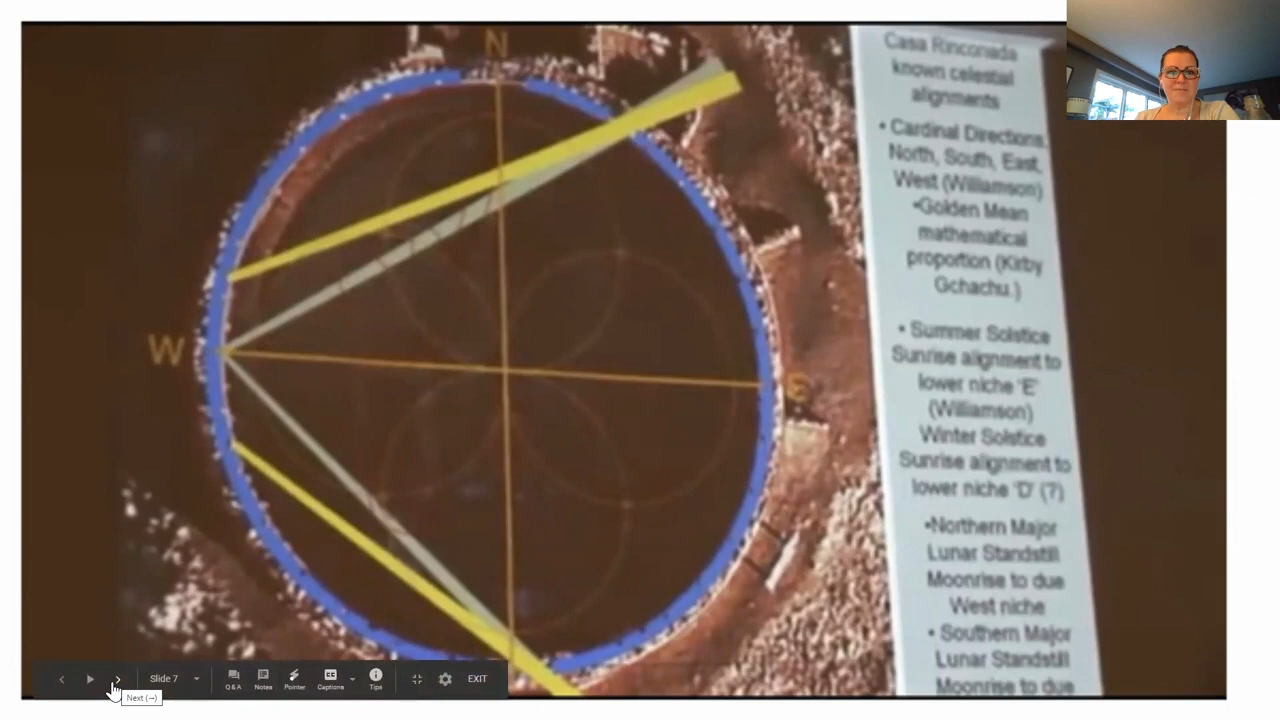 N
W
E
Casa Rinconada
known celestial
alignments
• Cardinal Directions.
North, South, East,
West (Williamson)
•Golden Mean
mathematical
proportion (Kirby
Gchachu.)
• Summer Solstice
Sunrise alignment to
lower niche 'E'
(Williamson)
Winter Solstice
Sunrise alignment to
lower niche 'D' (?)
•Northern Major
Lunar Standstill
Moonrise to due
West niche
• Southern Major
Lunar Standstill
Moonrise to due
Slide 7
Q & A
Notes
Pointer
Captions
Tips
EXIT
Next (→)